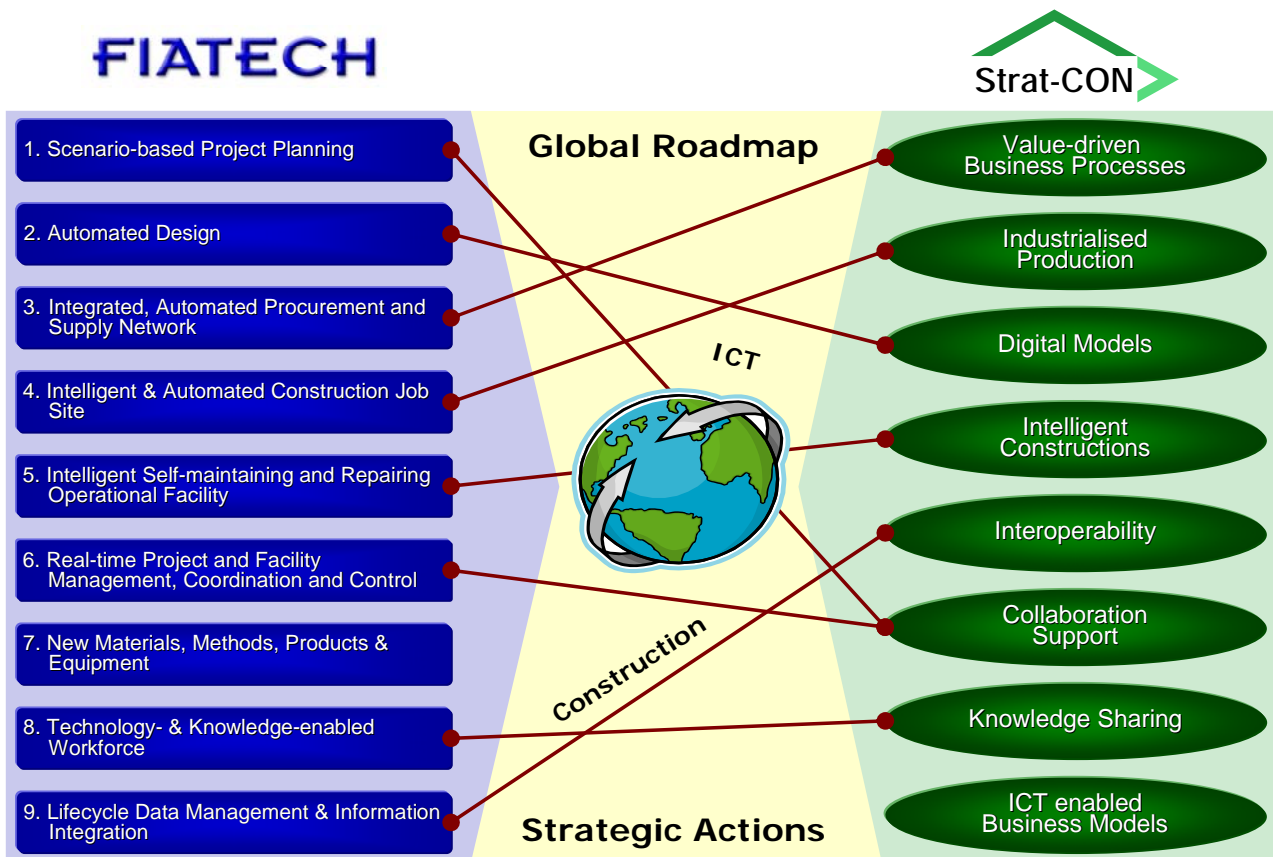 FIATECH
Strat-CON
Global Roadmap
1. Scenario-based Project Planning
2. Automated Design
3. Integrated, Automated Procurement and
Supply Network
4. Intelligent & Automated Construction Job
Site
5. Intelligent Self-maintaining and Repairing
Operational Facility
6. Real-time Project and Facility
Management, Coordination and Control
7. New Materials, Methods, Products &
Equipment
8. Technology- & Knowledge-enabled
Workforce
9. Lifecycle Data Management & Information
Integration
ICT
Construction
Strategic Actions
Value-driven
Business Processes
Industrialised
Production
Digital Models
Intelligent
Constructions
Interoperability
Collaboration
Support
Knowledge Sharing
ICT enabled
Business Models